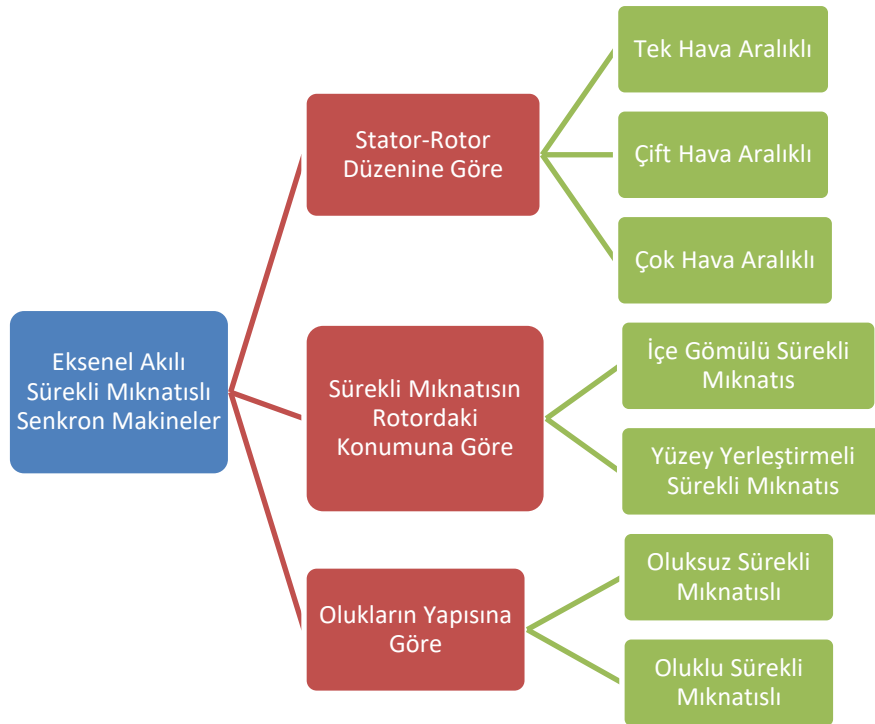 Eksenel Akılı
Sürekli Mıknatıslı
Senkron Makineler
Stator-Rotor
Düzenine Göre
Tek Hava Aralıklı
Çift Hava Aralıklı
Çok Hava Aralıklı
Sürekli Mıknatısın
Rotordaki
Konumuna Göre
İçe Gömülü Sürekli
Mıknatıs
Yüzey Yerleştirmeli
Sürekli Mıknatıs
Olukların Yapısına
Göre
Oluksuz Sürekli
Mıknatıslı
Oluklu Sürekli
Mıknatıslı